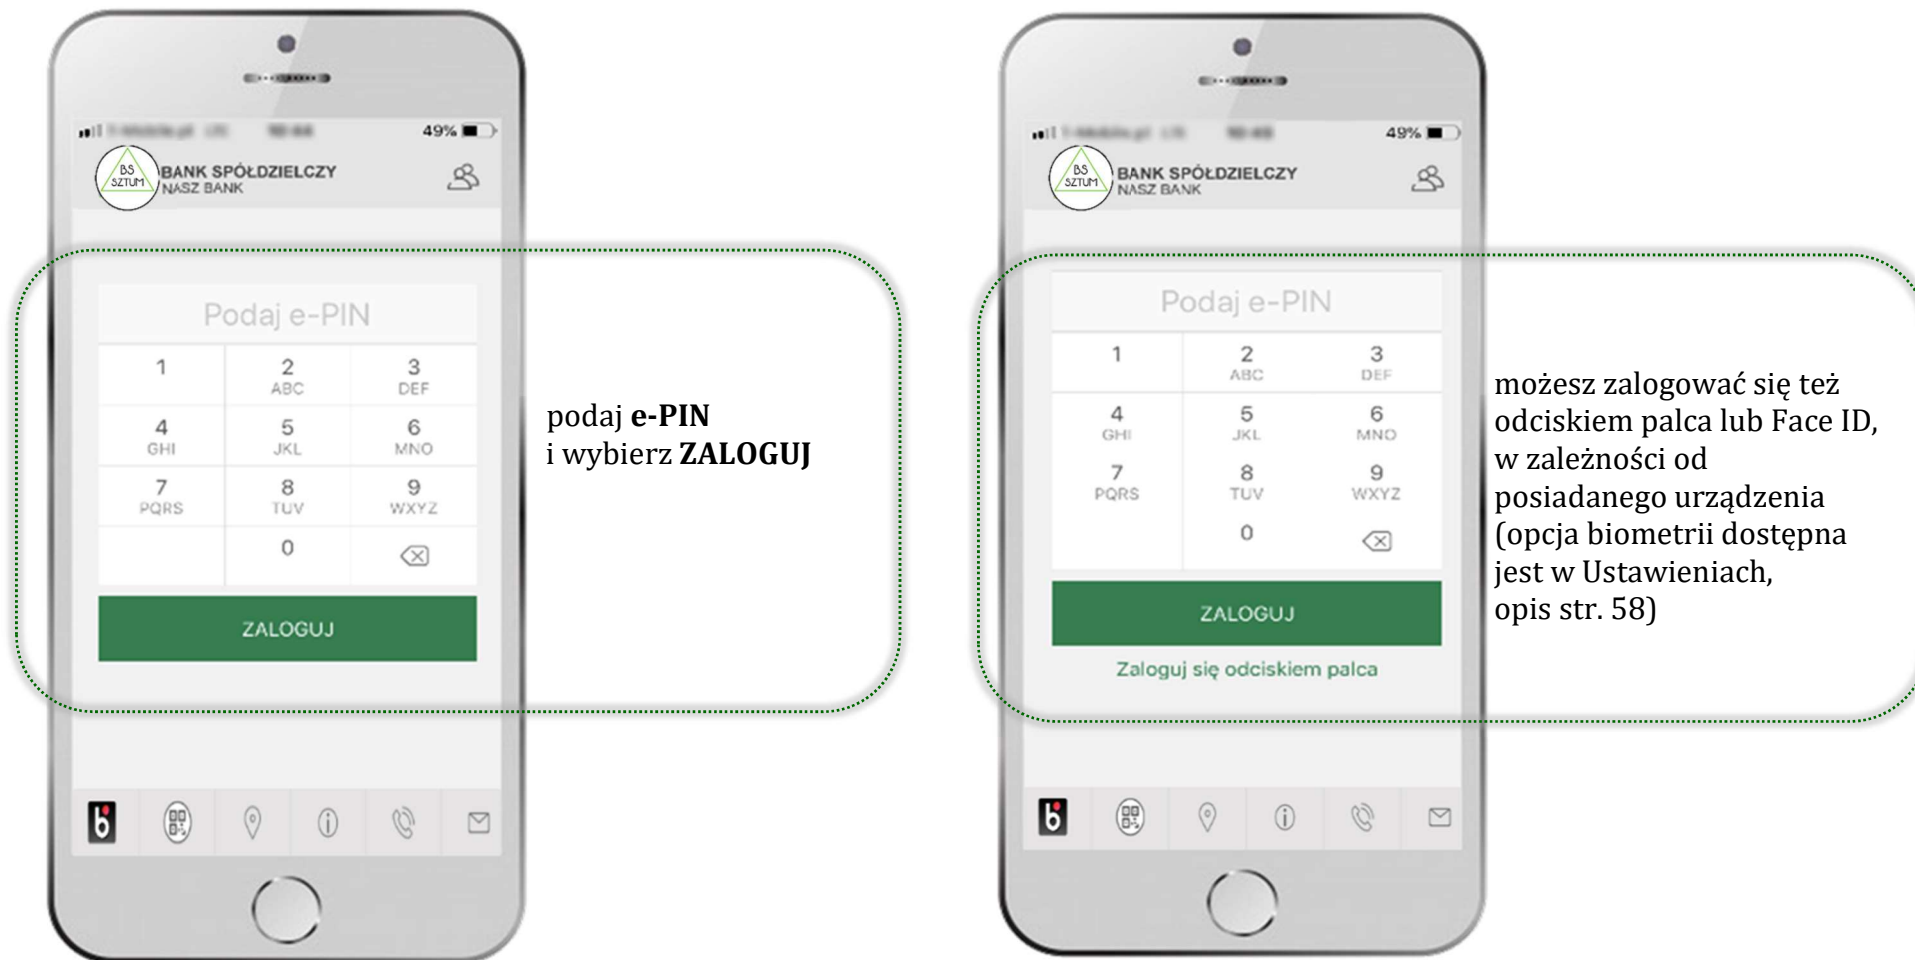 49%
BS
SZTUM
BANK SPÓŁDZIELCZY
NASZ BANK
Podaj e-PIN
1 2 3
ABC DEF
4 5 6
GHI JKL MNO
7 8 9
PQRS TUV WXYZ
0
ZALOGUJ
podaj e-PIN
i wybierz ZALOGUJ
49%
BS
SZTUM
BANK SPÓŁDZIELCZY
NASZ BANK
Podaj e-PIN
1 2 3
ABC DEF
4 5 6
GHI JKL MNO
7 8 9
PQRS TUV WXYZ
0
ZALOGUJ
Zaloguj się odciskiem palca
możesz zalogować się też
odciskiem palca lub Face ID,
w zależności od
posiadanego urządzenia
(opcja biometrii dostępna
jest w Ustawieniach,
opis str. 58)